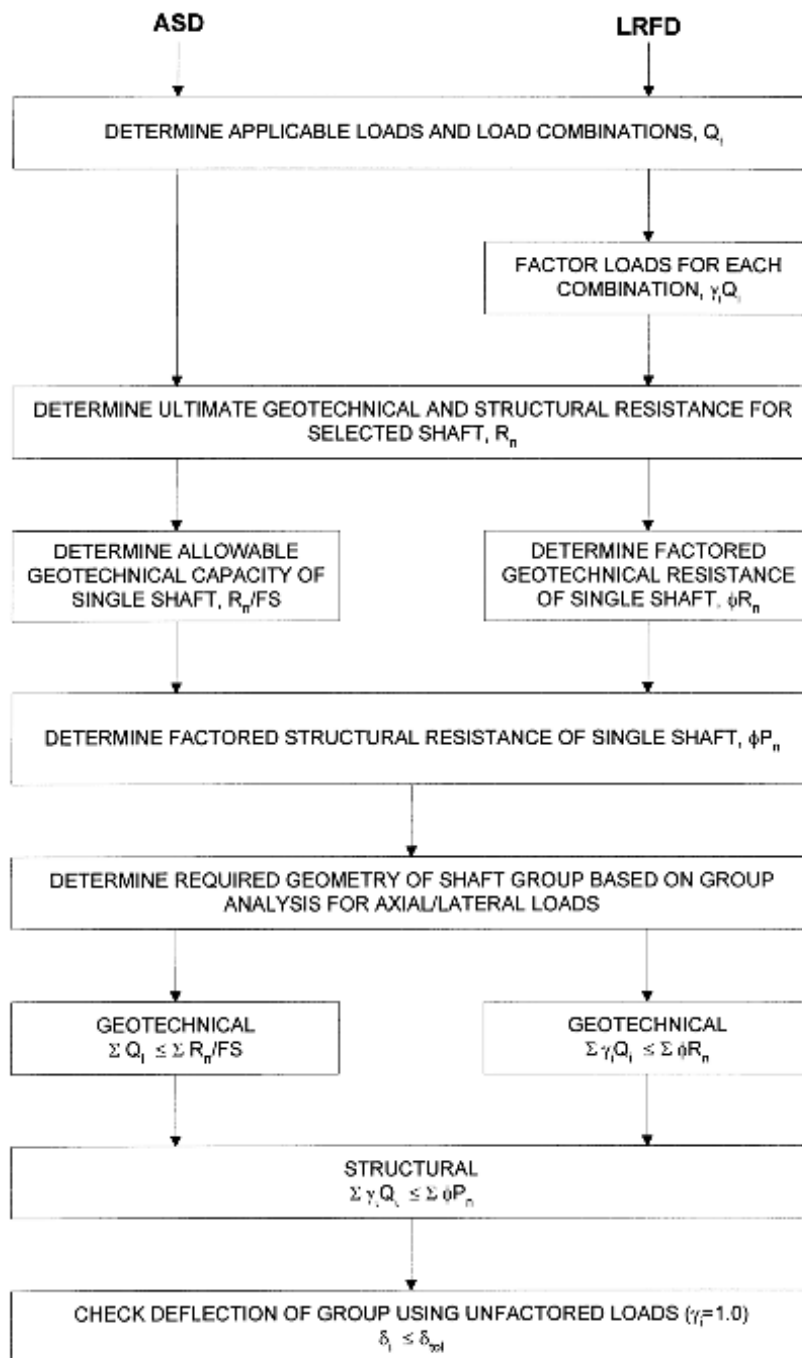 ASD LRFD
DETERMINE APPLICABLE LOADS AND LOAD COMBINATIONS, Qᵢ
FACTOR LOADS FOR EACH
COMBINATION, γᵢQᵢ
DETERMINE ULTIMATE GEOTECHNICAL AND STRUCTURAL RESISTANCE FOR
SELECTED SHAFT, Rₙ
DETERMINE ALLOWABLE
GEOTECHNICAL CAPACITY OF
SINGLE SHAFT, Rₙ/FS
DETERMINE FACTORED
GEOTECHNICAL RESISTANCE
OF SINGLE SHAFT, ϕRₙ
DETERMINE FACTORED STRUCTURAL RESISTANCE OF SINGLE SHAFT, ϕPₙ
DETERMINE REQUIRED GEOMETRY OF SHAFT GROUP BASED ON GROUP
ANALYSIS FOR AXIAL/LATERAL LOADS
GEOTECHNICAL
Σ Qᵢ ≤ Σ Rₙ/FS
GEOTECHNICAL
Σ γᵢQᵢ ≤ Σ ϕRₙ
STRUCTURAL
Σ γᵢQᵢ ≤ Σ ϕPₙ
CHECK DEFLECTION OF GROUP USING UNFACTORED LOADS (γᵢ=1.0)
δᵢ ≤ δtol